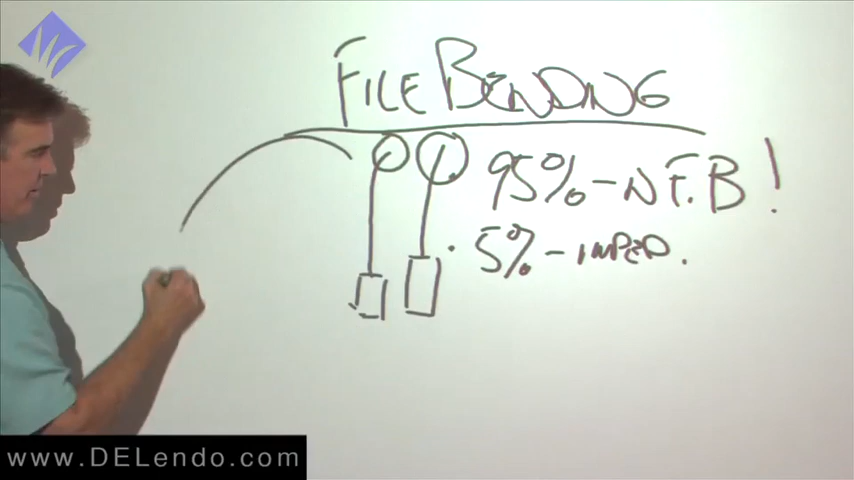 FILE BENDING
95% - N.F.B!
5% - IMPED.
www.DELendo.com